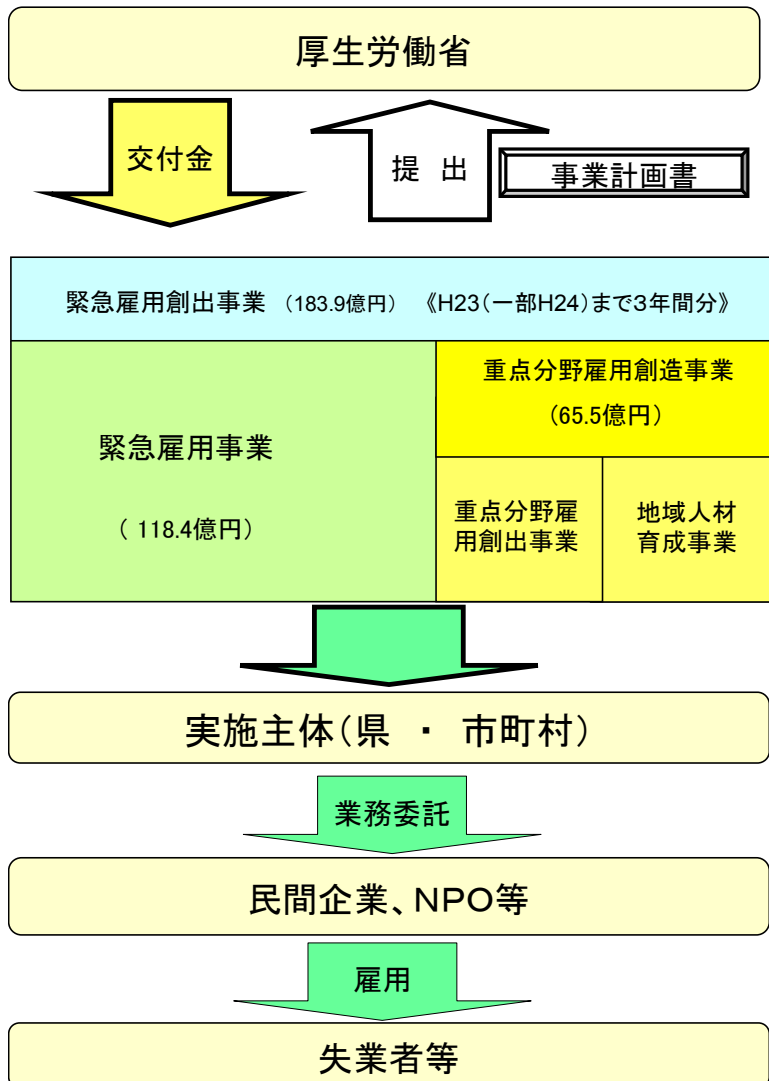 厚生労働省
交付金
提 出
事業計画書
緊急雇用創出事業 (183.9億円) 《H23(一部H24)まで3年間分》
緊急雇用事業
( 118.4億円)
重点分野雇用創造事業
(65.5億円)
重点分野雇
用創出事業
地域人材
育成事業
実施主体(県 ・ 市町村)
業務委託
民間企業、NPO等
雇用
失業者等